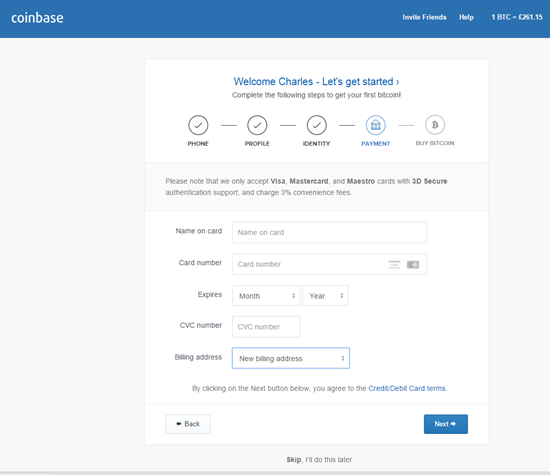 coinbase
Invite Friends Help 1 BTC = £261.15
Welcome Charles - Let's get started ›
Complete the following steps to get your first bitcoin!
PHONE PROFILE IDENTITY PAYMENT BUY BITCOIN
Please note that we only accept Visa, Mastercard, and Maestro cards with 3D Secure
authentication support, and charge 3% convenience fees.
Name on card Name on card
Card number Card number
Expires Month Year
CVC number CVC number
Billing address New billing address
By clicking on the Next button below, you agree to the Credit/Debit Card terms.
Back Next
Skip, I'll do this later